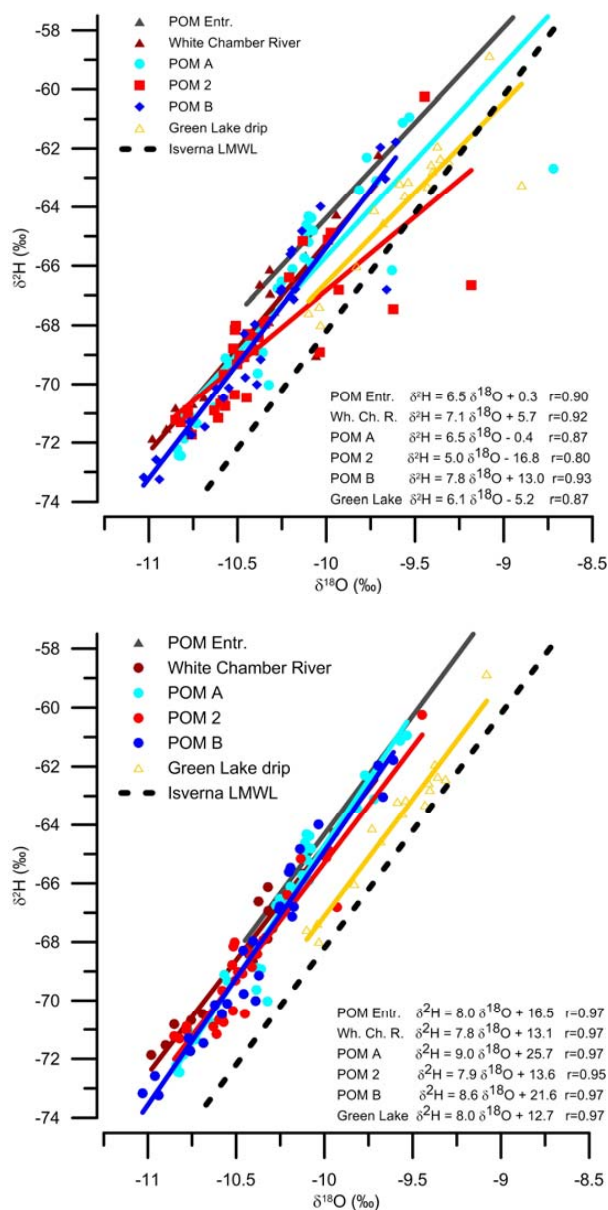 -58
-60
-62
-64
-66
-68
-70
-72
-74
δ²H (‰)
POM Entr.
White Chamber River
POM A
POM 2
POM B
Green Lake drip
Isverna LMWL
POM Entr. δ²H = 6.5 δ¹⁸O + 0.3 r=0.90
Wh. Ch. R. δ²H = 7.1 δ¹⁸O + 5.7 r=0.92
POM A δ²H = 6.5 δ¹⁸O - 0.4 r=0.87
POM 2 δ²H = 5.0 δ¹⁸O - 16.8 r=0.80
POM B δ²H = 7.8 δ¹⁸O + 13.0 r=0.93
Green Lake δ²H = 6.1 δ¹⁸O - 5.2 r=0.87
-11 -10.5 -10 -9.5 -9 -8.5
δ¹⁸O (‰)
-58
-60
-62
-64
-66
-68
-70
-72
-74
δ²H (‰)
POM Entr.
White Chamber River
POM A
POM 2
POM B
Green Lake drip
Isverna LMWL
POM Entr. δ²H = 8.0 δ¹⁸O + 16.5 r=0.97
Wh. Ch. R. δ²H = 7.8 δ¹⁸O + 13.1 r=0.97
POM A δ²H = 9.0 δ¹⁸O + 25.7 r=0.97
POM 2 δ²H = 7.9 δ¹⁸O + 13.6 r=0.95
POM B δ²H = 8.6 δ¹⁸O + 21.6 r=0.97
Green Lake δ²H = 8.0 δ¹⁸O + 12.7 r=0.97
-11 -10.5 -10 -9.5 -9 -8.5
δ¹⁸O (‰)